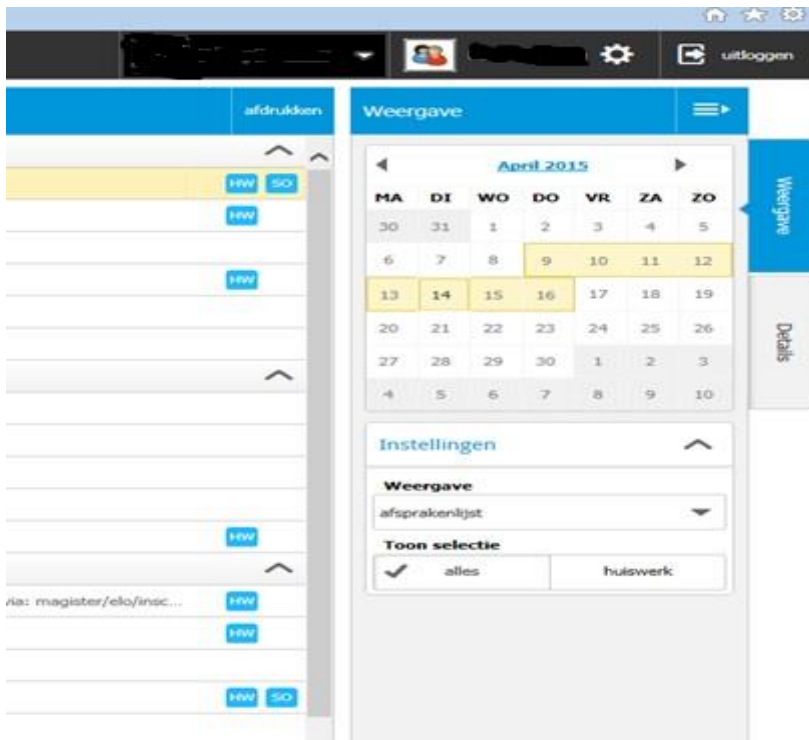 uitloggen
afdrukken
HW SO
HW
HW
HW
via: magister/elo/insc... HW
HW
HW SO
Weergave
April 2015
MA DI WO DO VR ZA ZO
30 31 1 2 3 4 5
6 7 8 9 10 11 12
13 14 15 16 17 18 19
20 21 22 23 24 25 26
27 28 29 30 1 2 3
4 5 6 7 8 9 10
Instellingen
Weergave
afsprakenlijst
Toon selectie
alles huiswerk
Weergave
Details